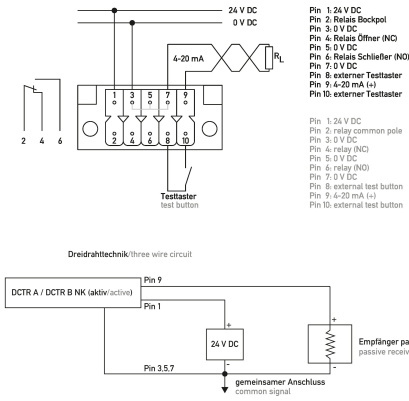 24 V DC
0 V DC
4-20 mA
RL
1 3 5 7 9
2 4 6 8 10
2 4 6
Testtaster
test button
Pin 1: 24 V DC
Pin 2: Relais Bockpol
Pin 3: 0 V DC
Pin 4: Relais Öffner (NC)
Pin 5: 0 V DC
Pin 6: Relais Schließer (NO)
Pin 7: 0 V DC
Pin 8: externer Testtaster
Pin 9: 4-20 mA (+)
Pin 10: externer Testtaster
Pin 1: 24 V DC
Pin 2: relay common pole
Pin 3: 0 V DC
Pin 4: relay (NC)
Pin 5: 0 V DC
Pin 6: relay (NO)
Pin 7: 0 V DC
Pin 8: external test button
Pin 9: 4-20 mA (+)
Pin 10: external test button
Dreidrahttechnik/three wire circuit
DCTR A / DCTR B NK (aktiv/active)
Pin 9
Pin 1
Pin 3,5,7
+
24 V DC
-
+
-
Empfänger pa
passive receiv
gemeinsamer Anschluss
common signal